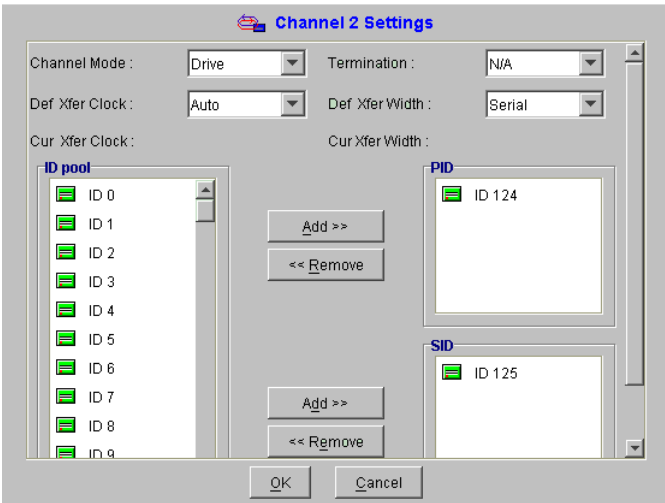 Channel 2 Settings
Channel Mode : Drive Termination : N/A
Def Xfer Clock : Auto Def Xfer Width : Serial
Cur Xfer Clock : Cur Xfer Width :
ID pool
ID 0
ID 1
ID 2
ID 3
ID 4
ID 5
ID 6
ID 7
ID 8
ID 9
Add >>
<< Remove
PID
ID 124
Add >>
<< Remove
SID
ID 125
OK Cancel